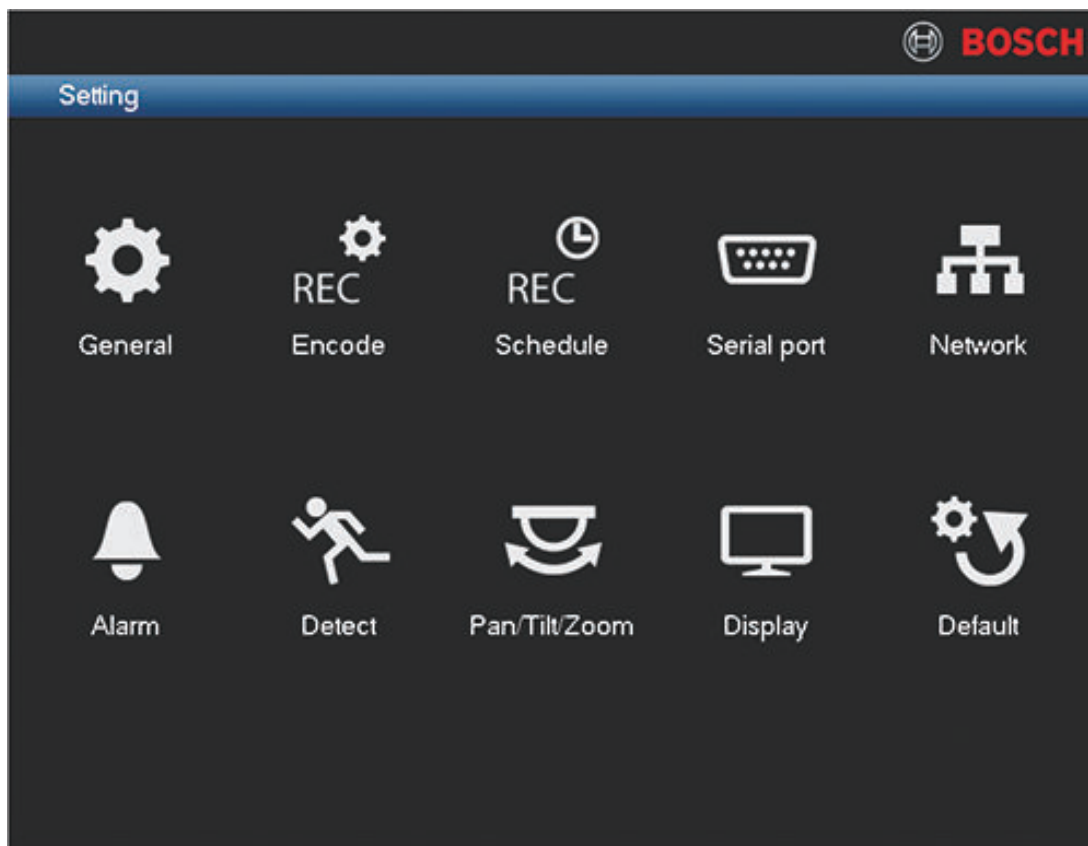 BOSCH
Setting
REC REC
General Encode Schedule Serial port Network
Alarm Detect Pan/Tilt/Zoom Display Default